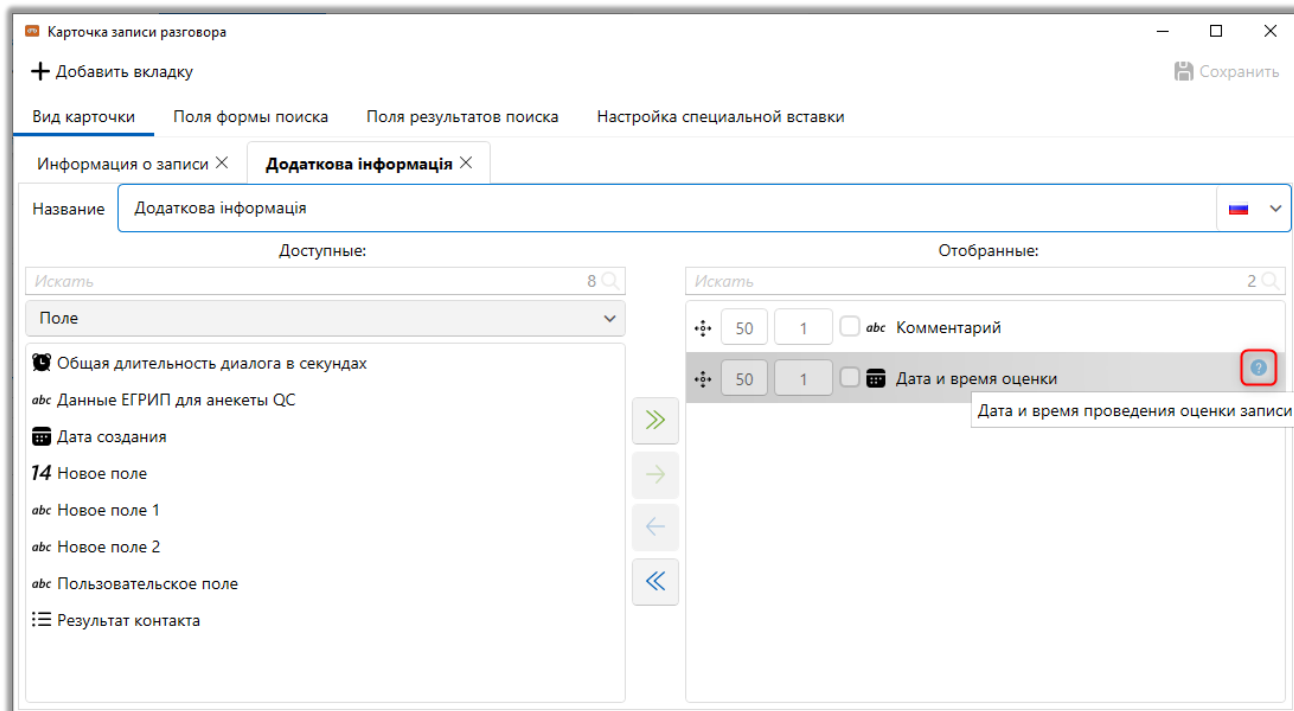 Карточка записи разговора
Добавить вкладку
Сохранить
Вид карточки Поля формы поиска Поля результатов поиска Настройка специальной вставки
Информация о записи Додаткова інформація
Название Додаткова інформація
Доступные: Отобранные:
Искать 8 Искать 2
Поле
50 1 abc Комментарий
Общая длительность диалога в секундах
50 1 Дата и время оценки ?
abc Данные ЕГРИП для анекеты QC
Дата и время проведения оценки записи
Дата создания
14 Новое поле
abc Новое поле 1
abc Новое поле 2
abc Пользовательское поле
Результат контакта